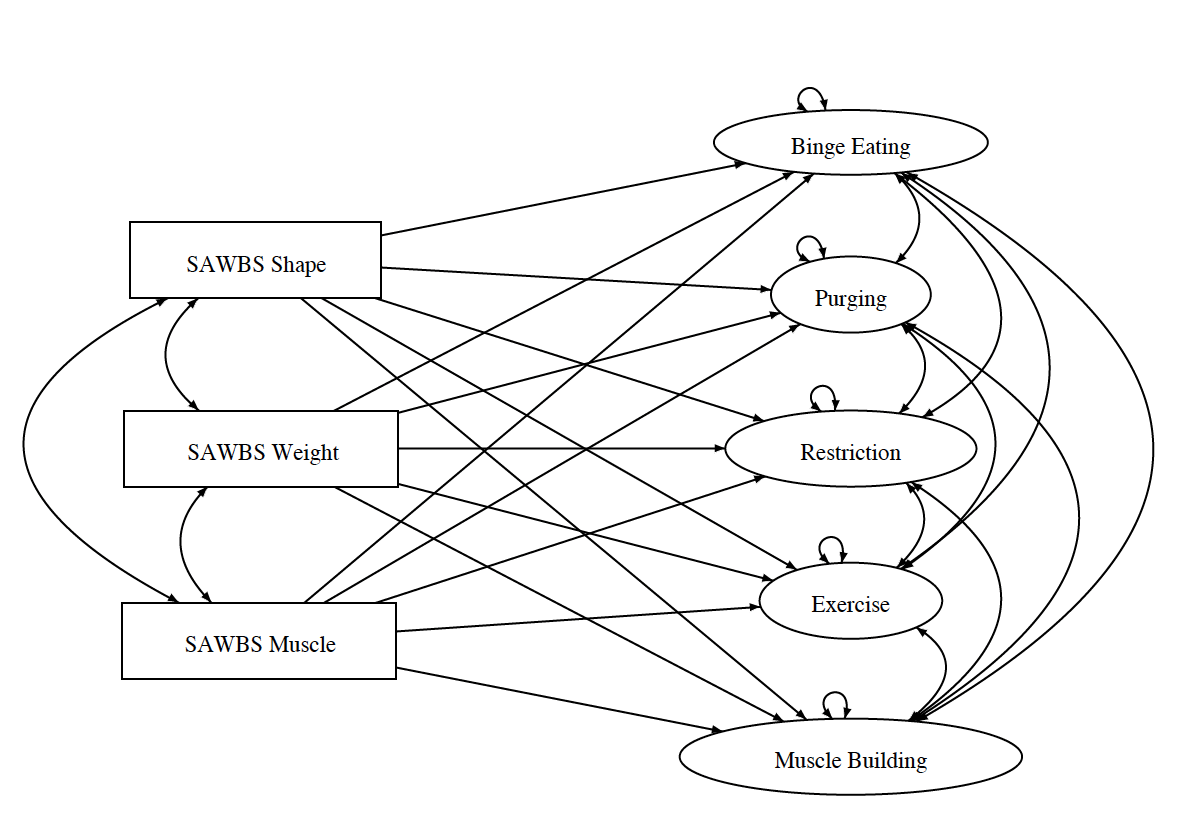 Binge Eating
SAWBS Shape
Purging
SAWBS Weight
Restriction
Exercise
SAWBS Muscle
Muscle Building